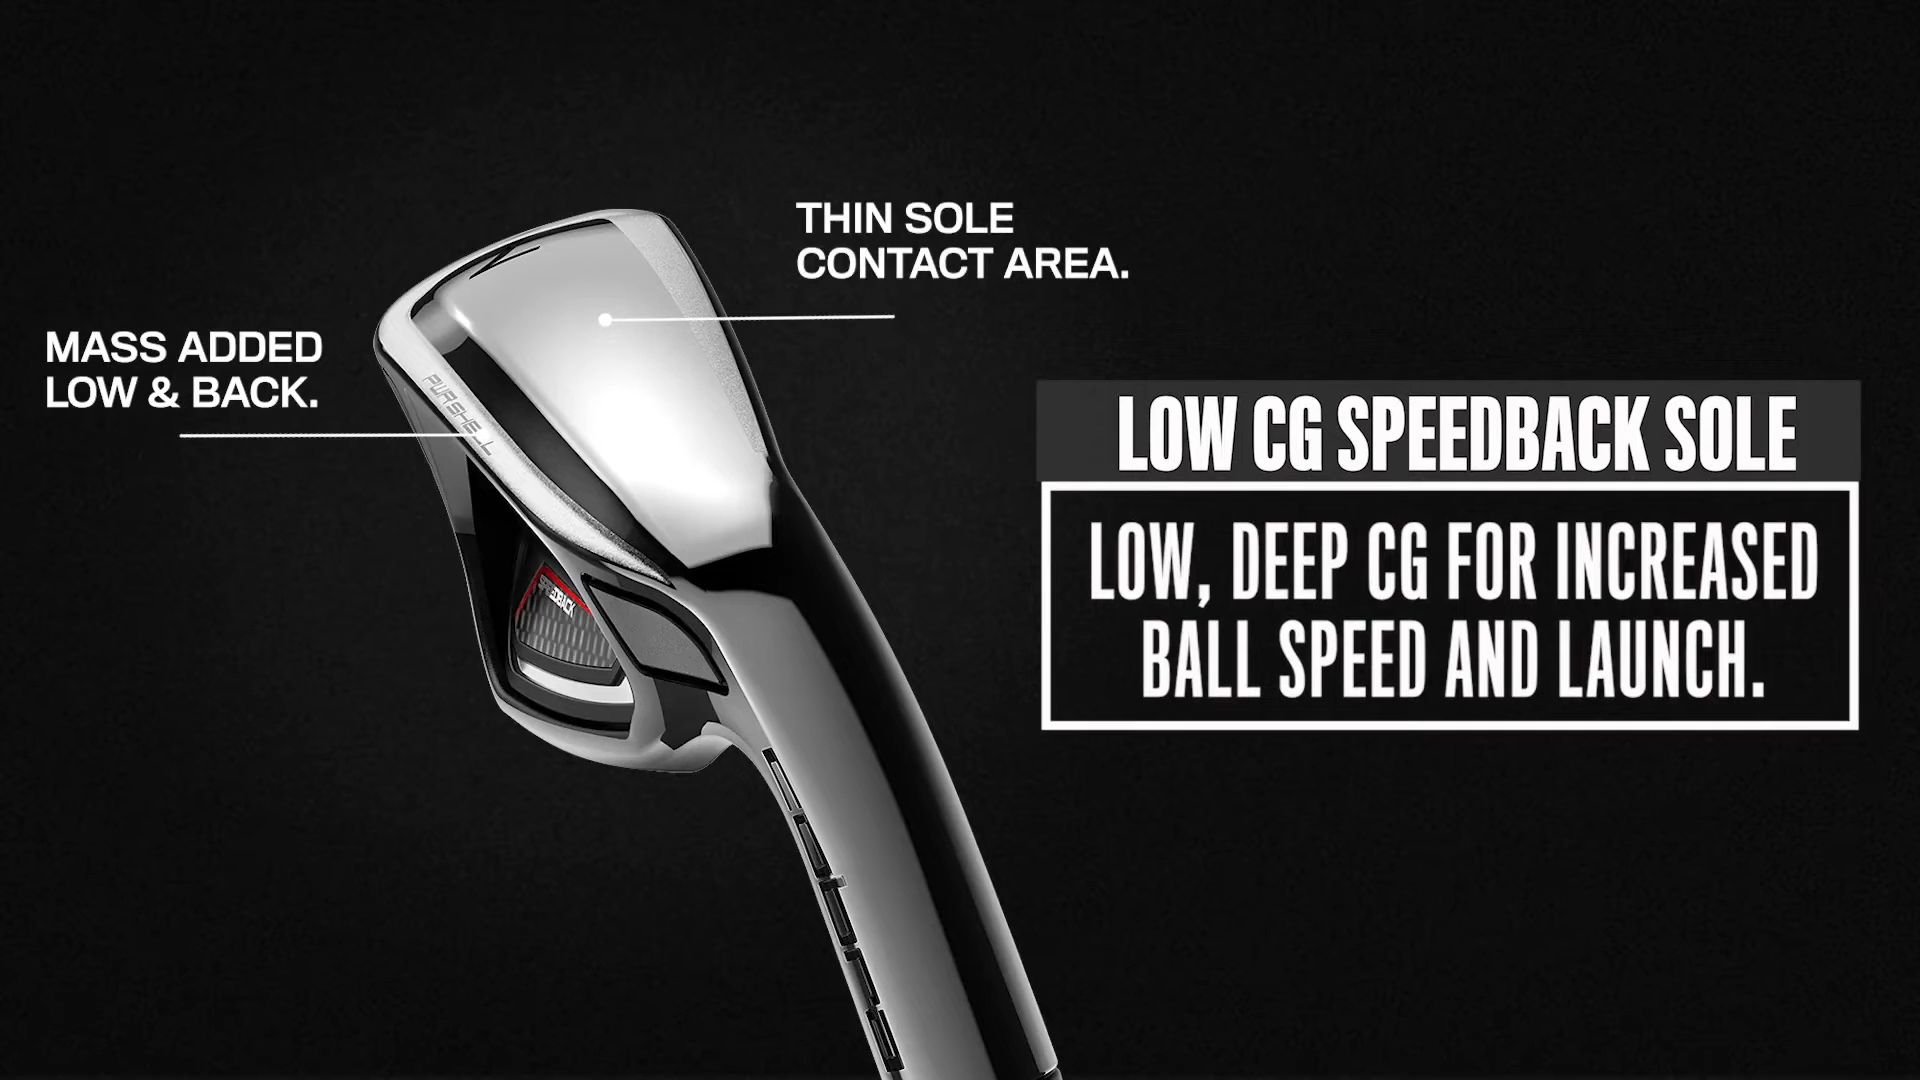 THIN SOLE
CONTACT AREA.
MASS ADDED
LOW & BACK.
PWRSHELL
SPEEDBACK
LOW CG SPEEDBACK SOLE
LOW, DEEP CG FOR INCREASED
BALL SPEED AND LAUNCH.